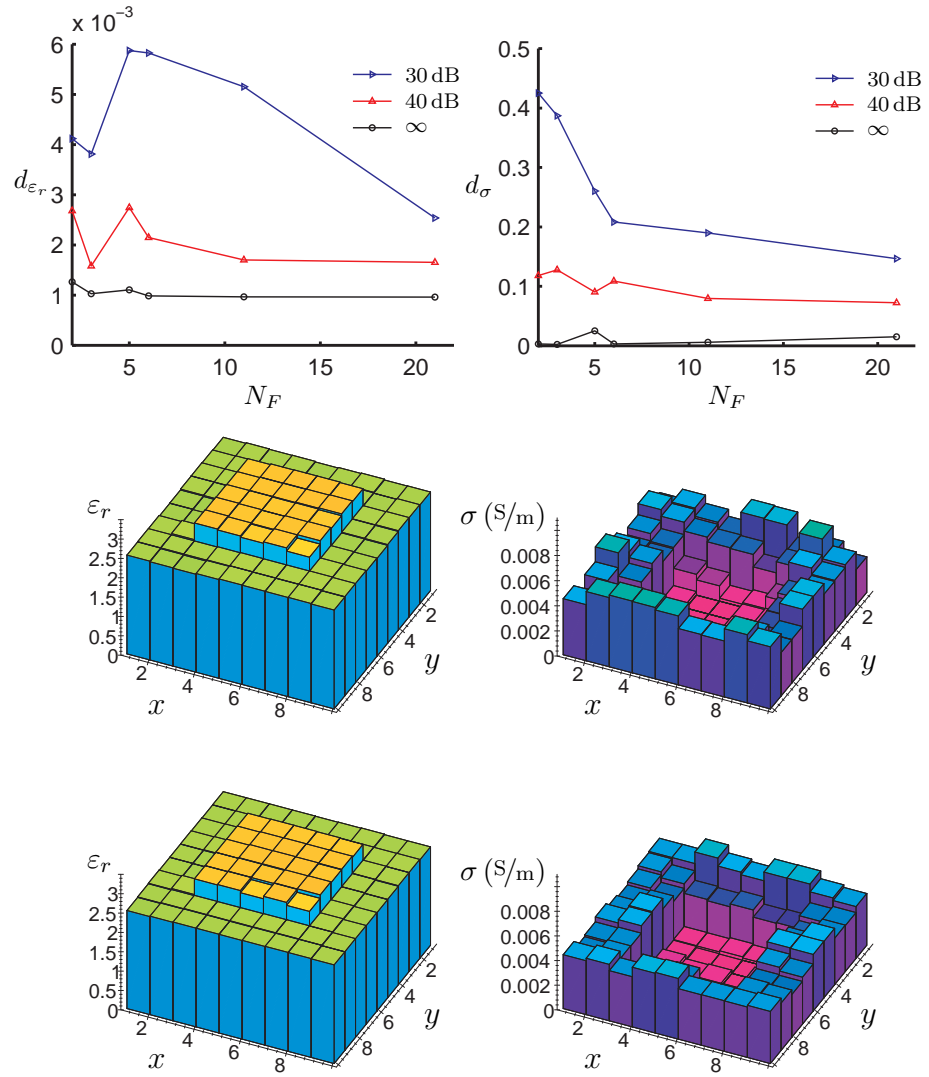 x 10⁻³
6
5
4
3
2
1
0
d_{ε_r}
5 10 15 20
N_F
30 dB
40 dB
∞
0.5
0.4
0.3
0.2
0.1
0
d_σ
5 10 15 20
N_F
30 dB
40 dB
∞
ε_r
3
2.5
2
1.5
1
0.5
0
2 4 6 8
x
2 4 6 8
y
σ (S/m)
0.008
0.006
0.004
0.002
0
2 4 6 8
x
2 4 6 8
y
ε_r
3
2.5
2
1.5
1
0.5
0
2 4 6 8
x
2 4 6 8
y
σ (S/m)
0.008
0.006
0.004
0.002
0
2 4 6 8
x
2 4 6 8
y